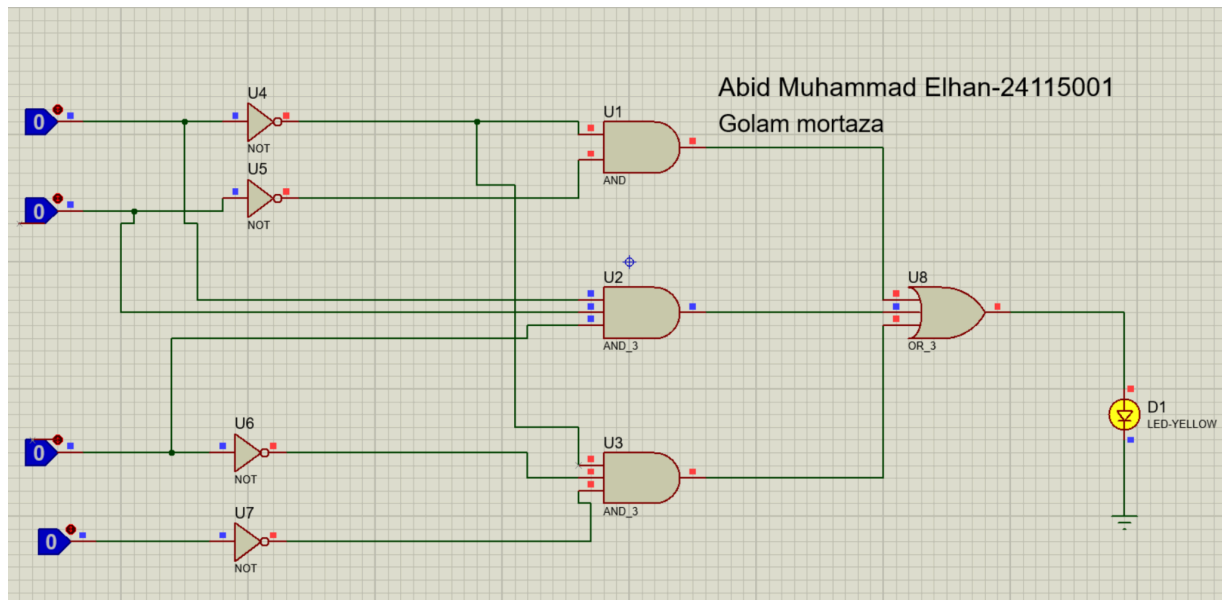 Abid Muhammad Elhan-24115001
Golam mortaza
0
U4
NOT
U5
NOT
0
U1
AND
U2
AND_3
U8
OR_3
D1
LED-YELLOW
0
U6
NOT
U3
AND_3
0
U7
NOT